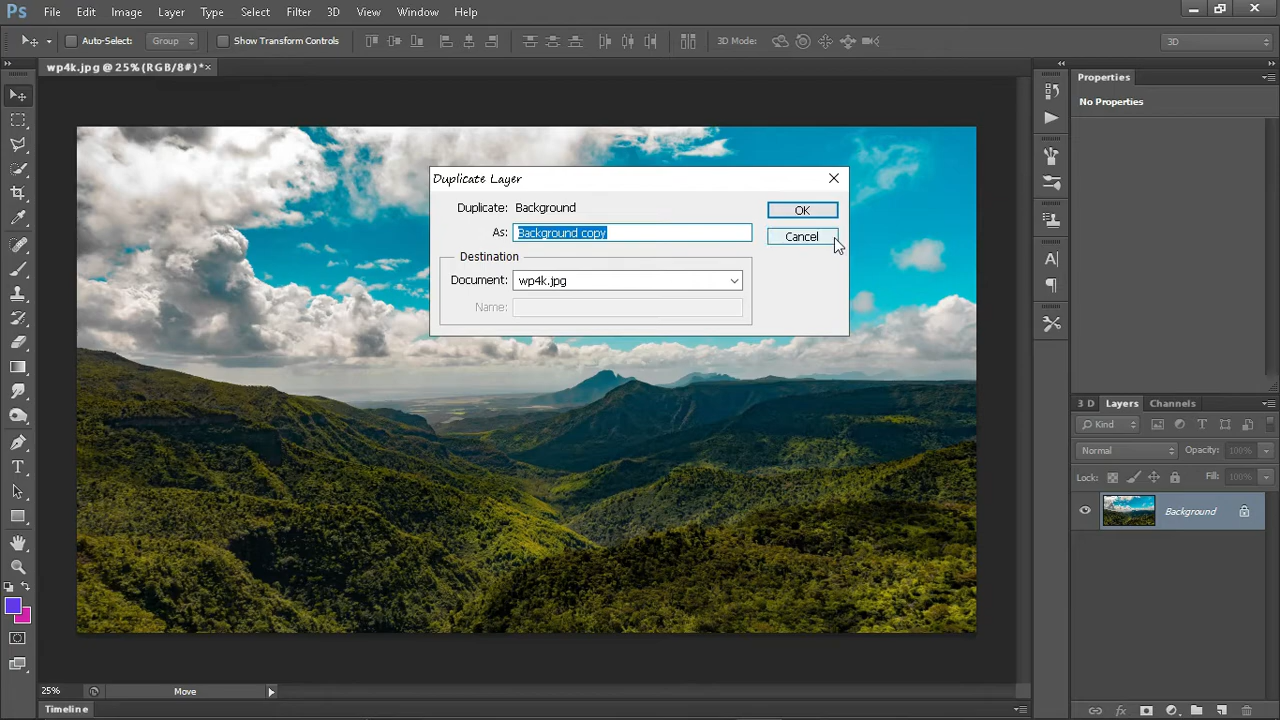 Ps File Edit Image Layer Type Select Filter 3D View Window Help
Auto-Select: Group Show Transform Controls 3D Mode: 3D
wp4k.jpg @ 25% (RGB/8#)* ×
Properties
No Properties
Duplicate Layer
Duplicate: Background
OK
As: Background copy
Cancel
Destination
Document: wp4k.jpg
Name:
3D Layers Channels
Kind
Normal Opacity: 100%
Lock: Fill: 100%
Background
25% Move
Timeline